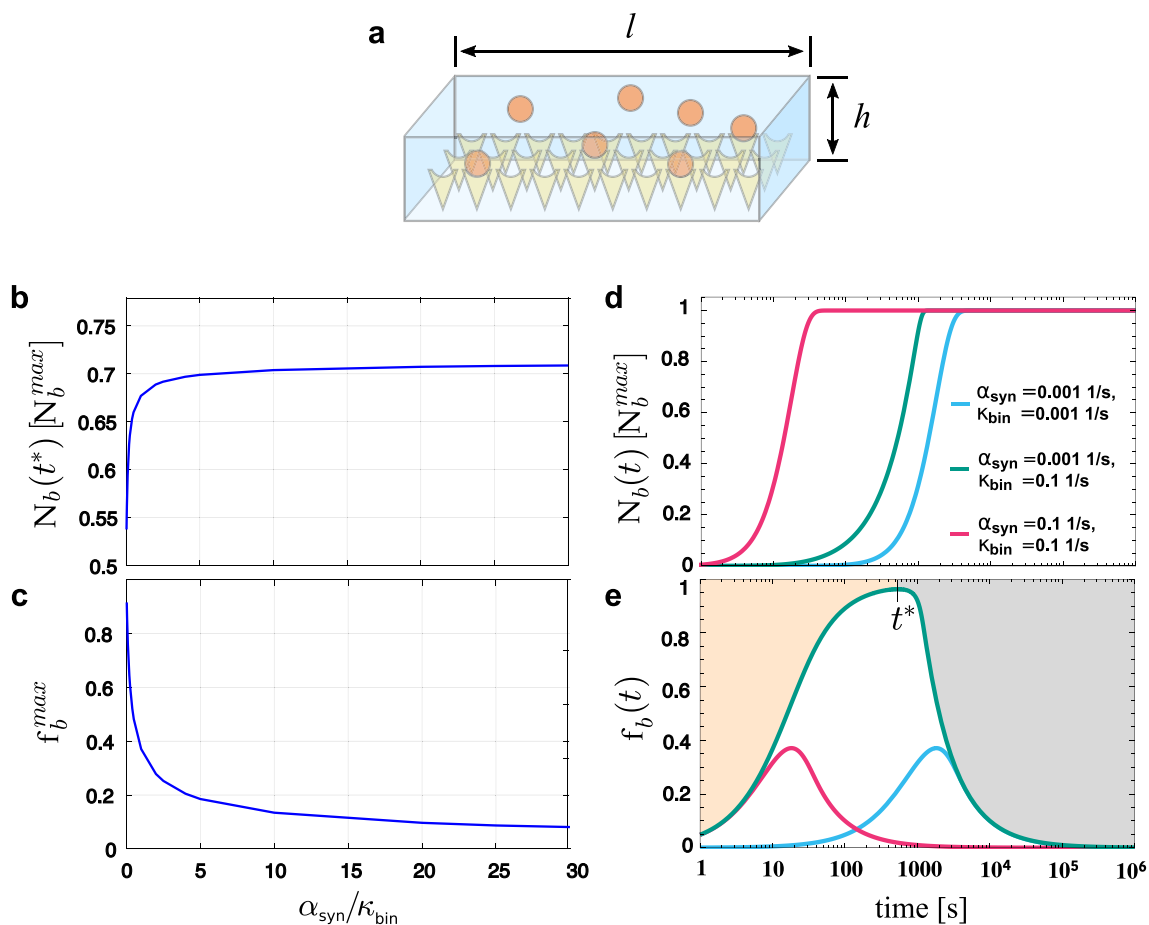 a
l
h
b
N_b(t*) [N_b^{max}]
0.75
0.7
0.65
0.6
0.55
0.5
c
f_b^{max}
0.8
0.6
0.4
0.2
0
0 5 10 15 20 25 30
α_syn/κ_bin
d
N_b(t) [N_b^{max}]
1
0.8
0.6
0.4
0.2
0
α_syn =0.001 1/s,
κ_bin =0.001 1/s
α_syn =0.001 1/s,
κ_bin =0.1 1/s
α_syn =0.1 1/s,
κ_bin =0.1 1/s
e
f_b(t)
1
0.8
0.6
0.4
0.2
0
t*
1 10 100 1000 10^4 10^5 10^6
time [s]